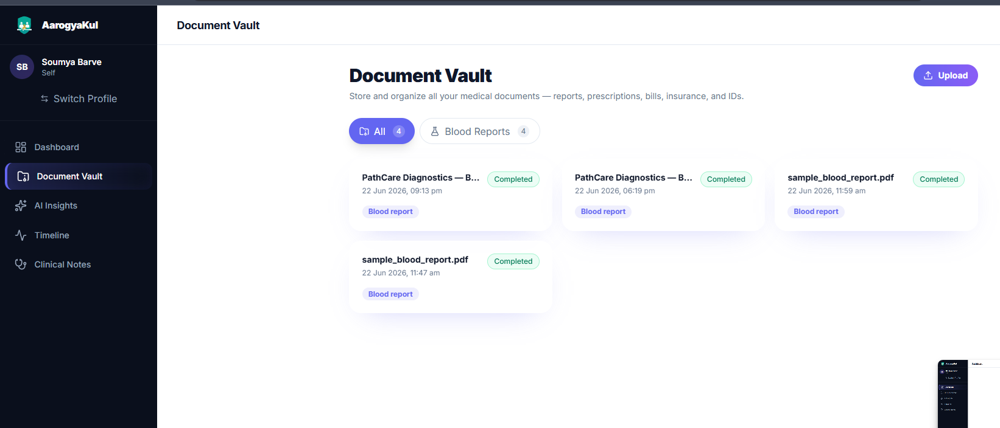 AarogyaKul
SB
Soumya Barve
Self
Switch Profile
Dashboard
Document Vault
AI Insights
Timeline
Clinical Notes
Document Vault
Document Vault
Upload
Store and organize all your medical documents — reports, prescriptions, bills, insurance, and IDs.
All 4
Blood Reports 4
PathCare Diagnostics — B... Completed
22 Jun 2026, 09:13 pm
Blood report
PathCare Diagnostics — B... Completed
22 Jun 2026, 06:19 pm
Blood report
sample_blood_report.pdf Completed
22 Jun 2026, 11:59 am
Blood report
sample_blood_report.pdf Completed
22 Jun 2026, 11:47 am
Blood report